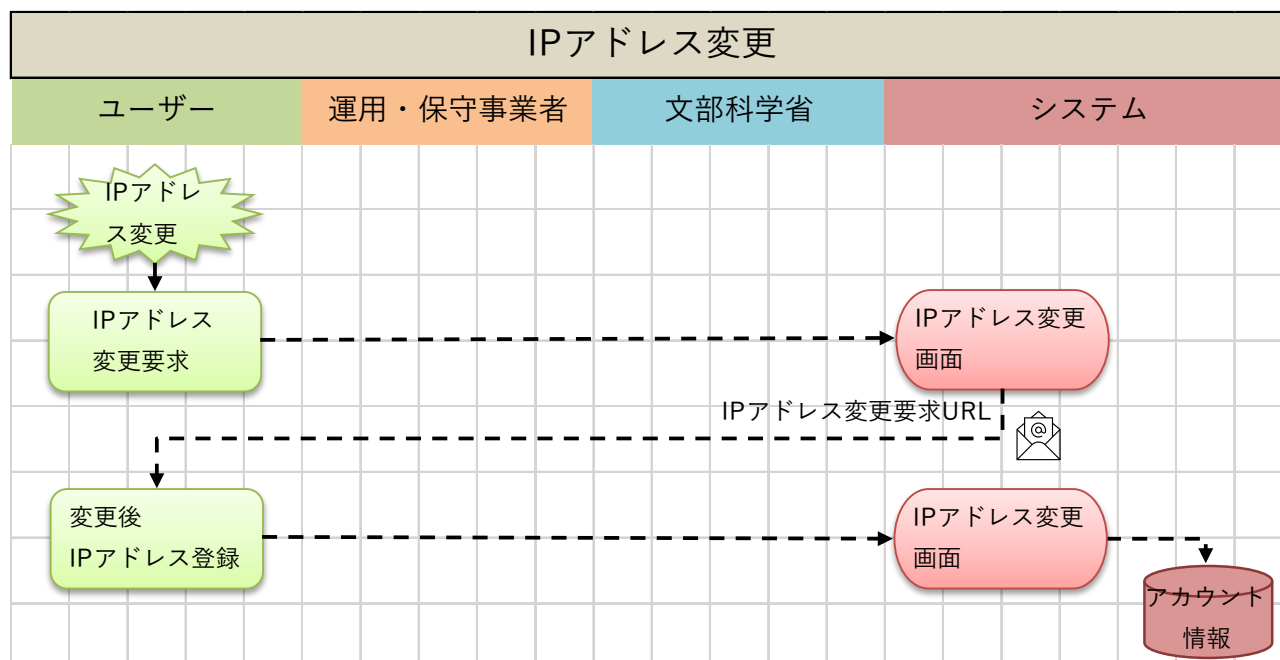 IPアドレス変更
ユーザー
運用・保守事業者
文部科学省
システム
IPアドレ
ス変更
IPアドレス
変更要求
IPアドレス変更
画面
IPアドレス変更要求URL
@
変更後
IPアドレス登録
IPアドレス変更
画面
アカウント
情報